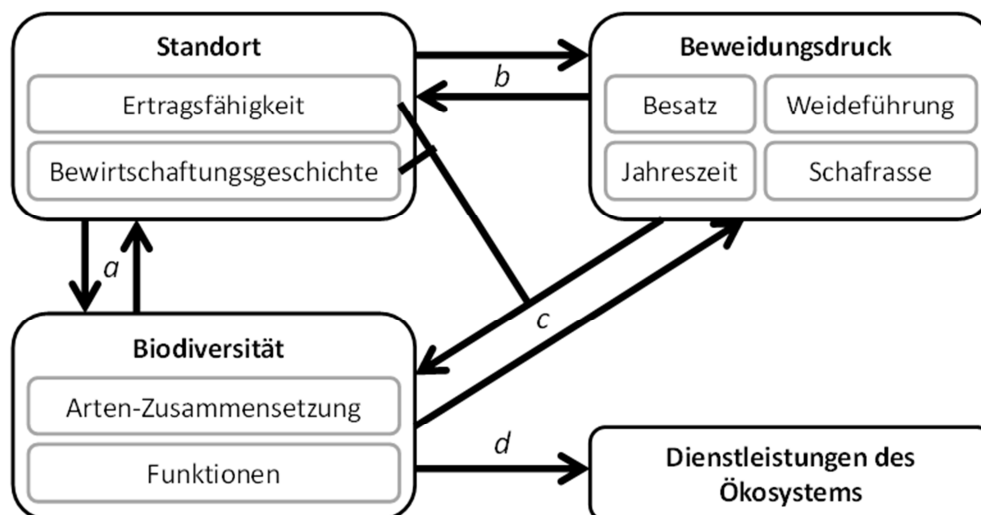 Standort
Ertragsfähigkeit
Bewirtschaftungsgeschichte
b
Beweidungsdruck
Besatz
Weideführung
Jahreszeit
Schafrasse
a
c
Biodiversität
Arten-Zusammensetzung
Funktionen
d
Dienstleistungen des
Ökosystems